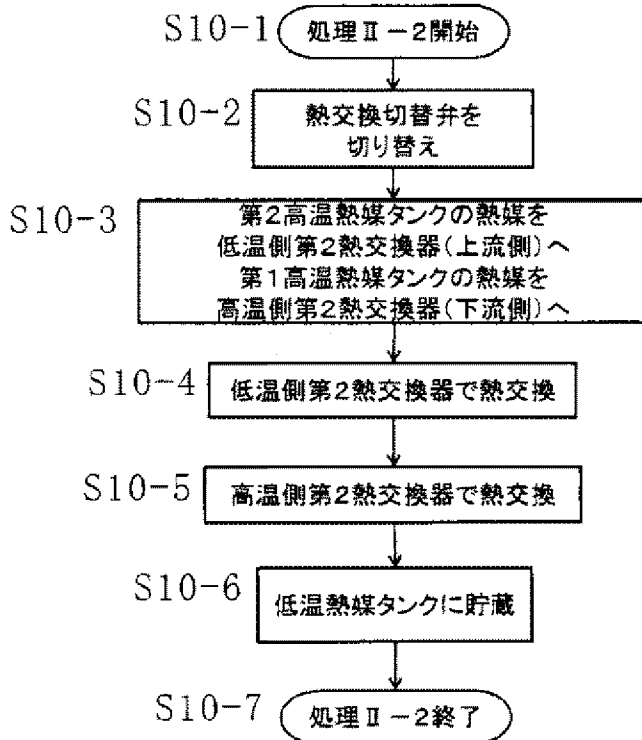 S10-1 処理Ⅱ-2開始
S10-2 熱交換切替弁を
切り替え
S10-3 第2高温熱媒タンクの熱媒を
低温側第2熱交換器(上流側)へ
第1高温熱媒タンクの熱媒を
高温側第2熱交換器(下流側)へ
S10-4 低温側第2熱交換器で熱交換
S10-5 高温側第2熱交換器で熱交換
S10-6 低温熱媒タンクに貯蔵
S10-7 処理Ⅱ-2終了